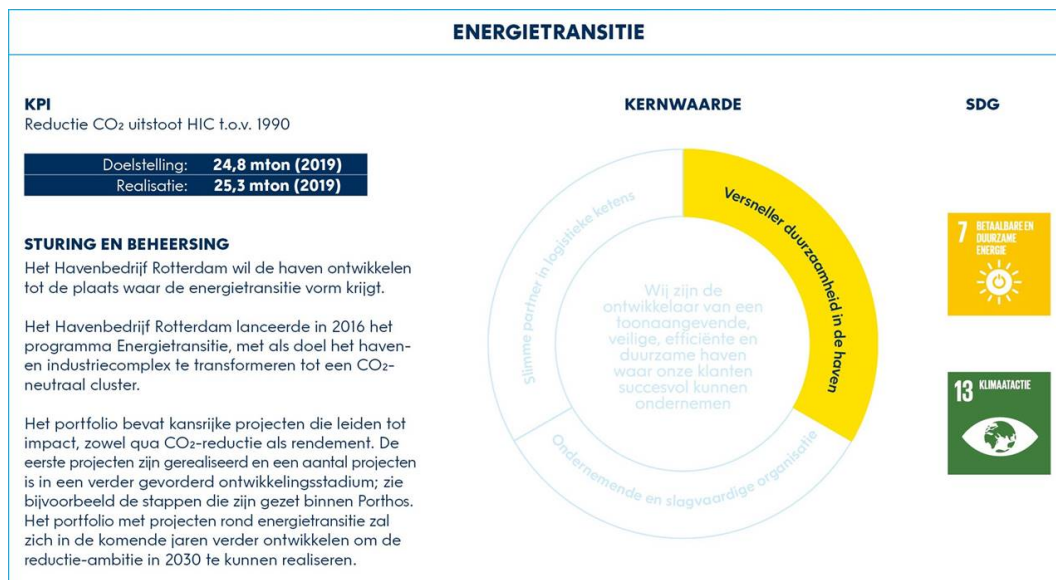 ENERGIETRANSITIE
KPI
Reductie CO₂ uitstoot HIC t.o.v. 1990
Doelstelling: 24,8 mton (2019)
Realisatie: 25,3 mton (2019)
STURING EN BEHEERSING
Het Havenbedrijf Rotterdam wil de haven ontwikkelen
tot de plaats waar de energietransitie vorm krijgt.
Het Havenbedrijf Rotterdam lanceerde in 2016 het
programma Energietransitie, met als doel het haven-
en industriecomplex te transformeren tot een CO₂-
neutraal cluster.
Het portfolio bevat kansrijke projecten die leiden tot
impact, zowel qua CO₂-reductie als rendement. De
eerste projecten zijn gerealiseerd en een aantal projecten
is in een verder gevorderd ontwikkelingsstadium; zie
bijvoorbeeld de stappen die zijn gezet binnen Porthos.
Het portfolio met projecten rond energietransitie zal
zich in de komende jaren verder ontwikkelen om de
reductie-ambitie in 2030 te kunnen realiseren.
KERNWAARDE
Slimme partner in logistieke ketens
Versneller duurzaamheid in de haven
Ondernemende en slagvaardige organisatie
Wij zijn de
ontwikkelaar van een
toonaangevende,
veilige, efficiënte en
duurzame haven
waar onze klanten
succesvol kunnen
ondernemen
SDG
7 BETAALBARE EN
DUURZAME
ENERGIE
13 KLIMAATACTIE